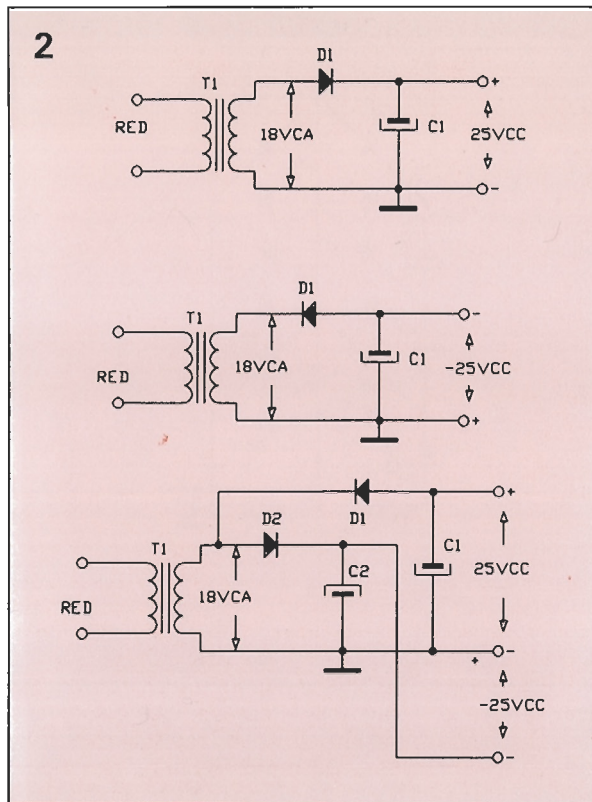 2
T1
D1
RED
18VCA
C1
25VCC
+
-
T1
D1
RED
18VCA
C1
-25VCC
-
+
T1
D2
D1
RED
18VCA
C2
C1
+
25VCC
+
-
-25VCC
-